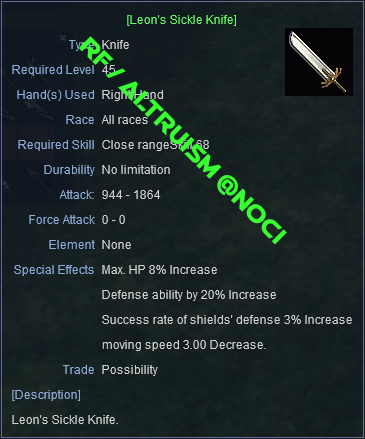 [Leon's Sickle Knife]
Type Knife
Required Level 45
Hand(s) Used Right Hand
Race All races
Required Skill Close rangeSkill 68
Durability No limitation
Attack: 944 - 1864
Force Attack 0 - 0
Element None
Special Effects Max. HP 8% Increase
Defense ability by 20% Increase
Success rate of shields' defense 3% Increase
moving speed 3.00 Decrease.
Trade Possibility
[Description]
Leon's Sickle Knife.
RF/ ALTRUISM @NOCI